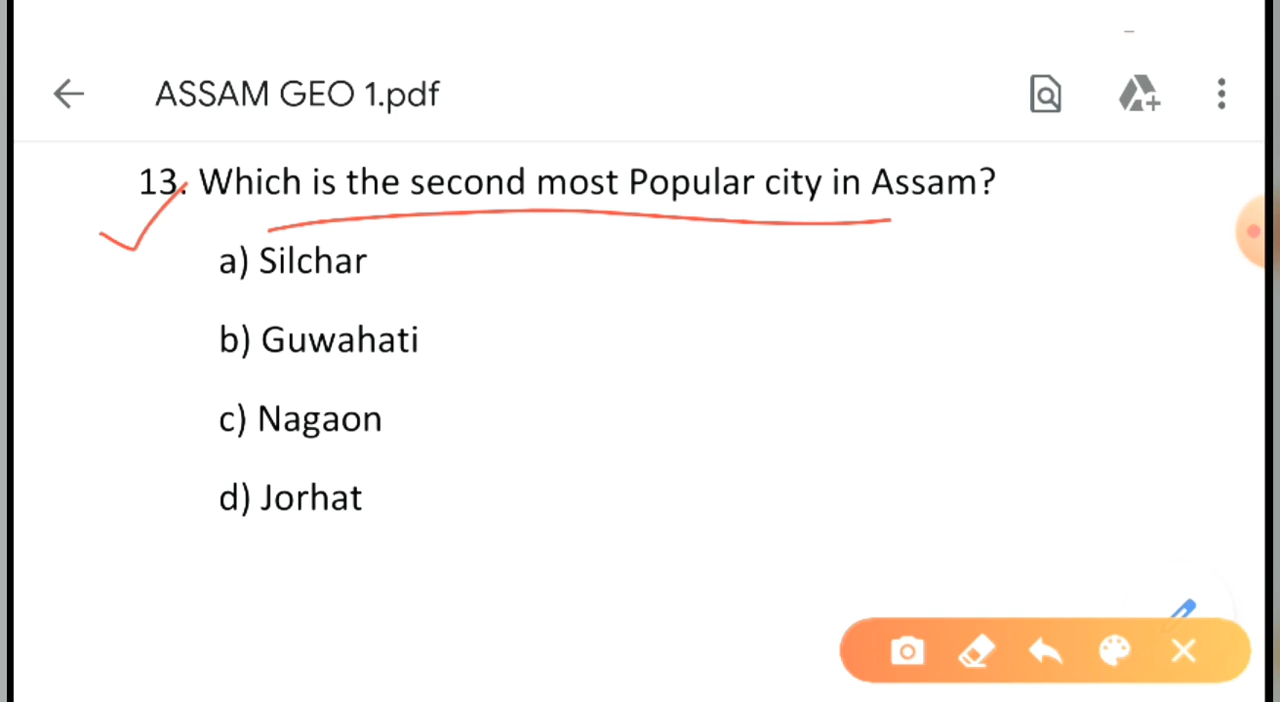 ASSAM GEO 1.pdf
13. Which is the second most Popular city in Assam?
a) Silchar
b) Guwahati
c) Nagaon
d) Jorhat